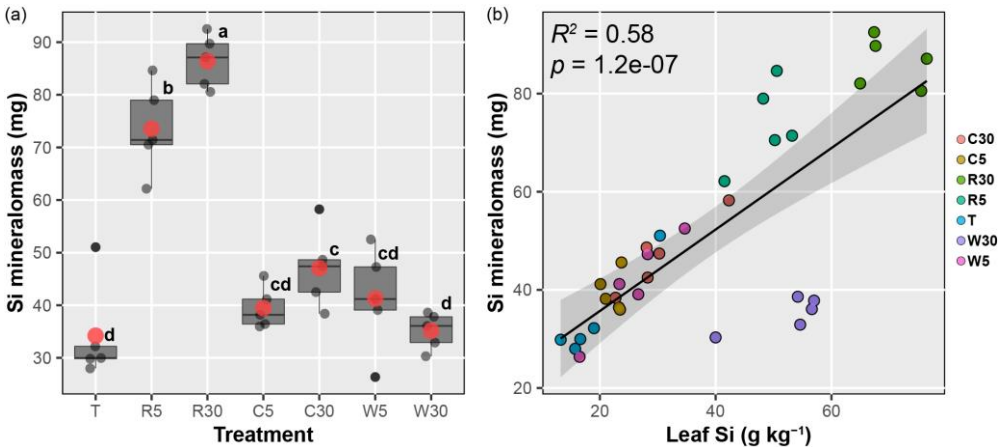 (a)
Si mineralomass (mg)
90
80
70
60
50
40
30
d
b
a
cd
c
cd
d
T R5 R30 C5 C30 W5 W30
Treatment
(b)
R² = 0.58
p = 1.2e-07
Si mineralomass (mg)
80
60
40
20
20 40 60
Leaf Si (g kg⁻¹)
C30
C5
R30
R5
T
W30
W5